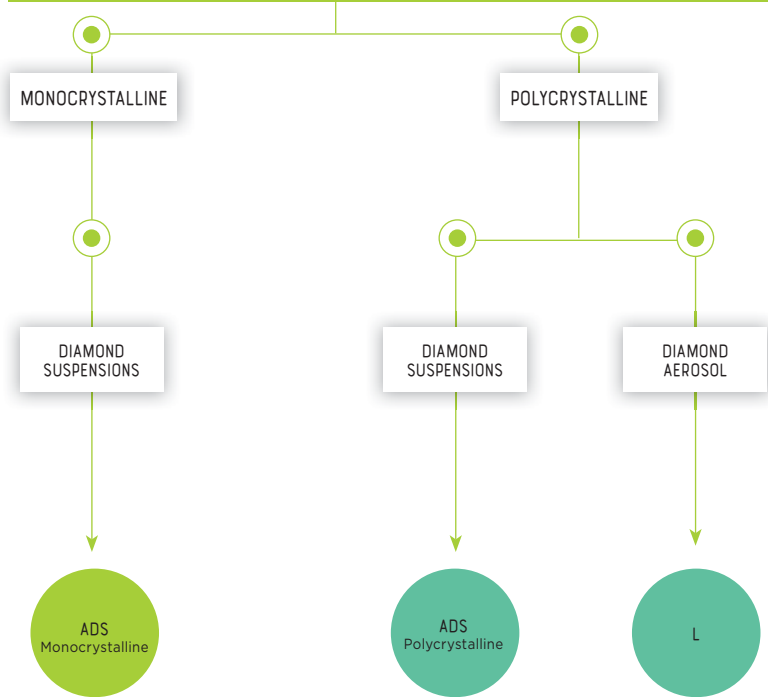 MONOCRYSTALLINE
POLYCRYSTALLINE
DIAMOND
SUSPENSIONS
DIAMOND
SUSPENSIONS
DIAMOND
AEROSOL
ADS
Monocrystalline
ADS
Polycrystalline
L